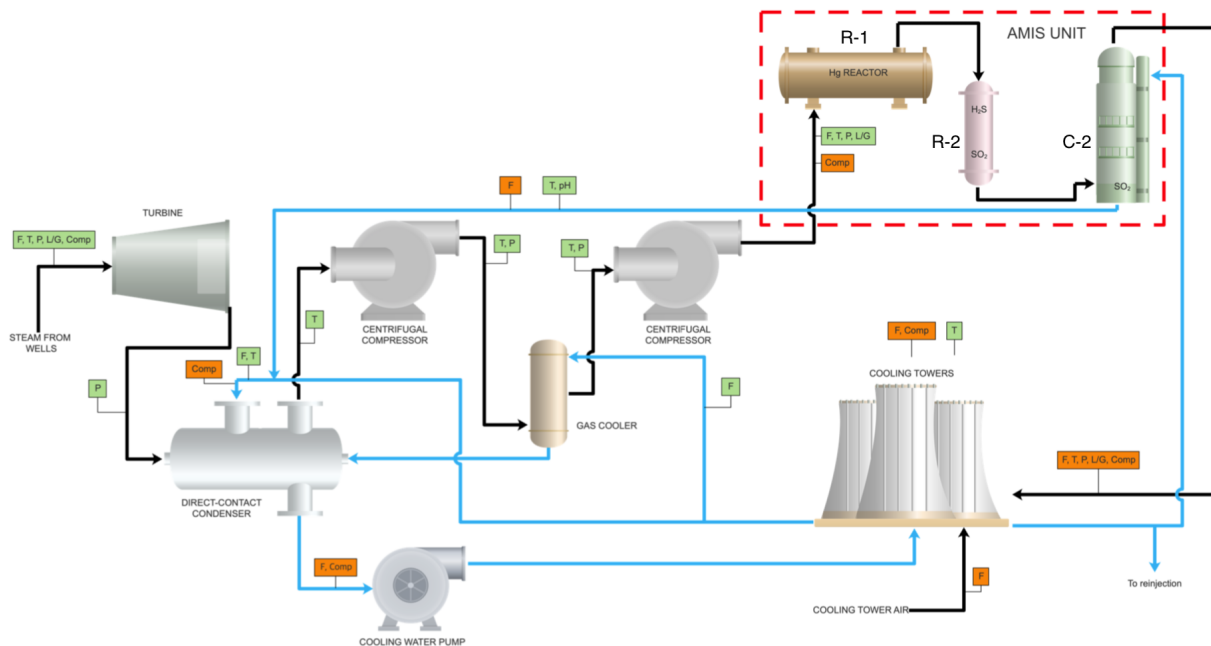 R-1
AMIS UNIT
Hg REACTOR
H₂S
R-2
C-2
SO₂
SO₂
F, T, P, L/G
Comp
F
T, pH
TURBINE
F, T, P, L/G, Comp
T, P
T, P
STEAM FROM
WELLS
CENTRIFUGAL
COMPRESSOR
CENTRIFUGAL
COMPRESSOR
T
F, Comp
T
F, T
Comp
P
COOLING TOWERS
F
GAS COOLER
F, T, P, L/G, Comp
DIRECT-CONTACT
CONDENSER
F, Comp
F
To reinjection
COOLING TOWER AIR
COOLING WATER PUMP